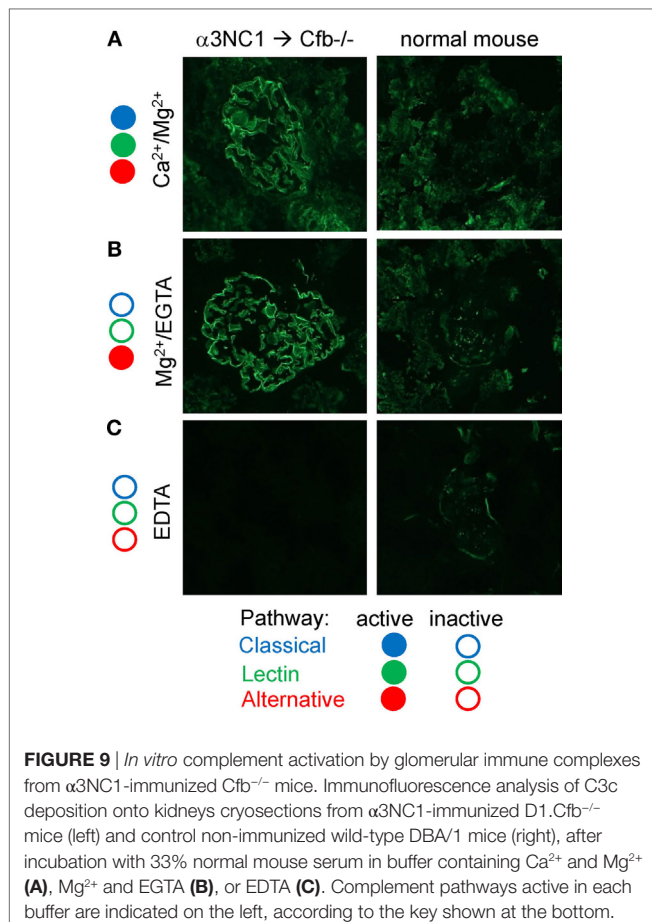 A
α3NC1 → Cfb-/- normal mouse
Ca²⁺/Mg²⁺
B
Mg²⁺/EGTA
C
EDTA
Pathway: active inactive
Classical
Lectin
Alternative
FIGURE 9 | In vitro complement activation by glomerular immune complexes
from α3NC1-immunized Cfb⁻/⁻ mice. Immunofluorescence analysis of C3c
deposition onto kidneys cryosections from α3NC1-immunized D1.Cfb⁻/⁻
mice (left) and control non-immunized wild-type DBA/1 mice (right), after
incubation with 33% normal mouse serum in buffer containing Ca²⁺ and Mg²⁺
(A), Mg²⁺ and EGTA (B), or EDTA (C). Complement pathways active in each
buffer are indicated on the left, according to the key shown at the bottom.